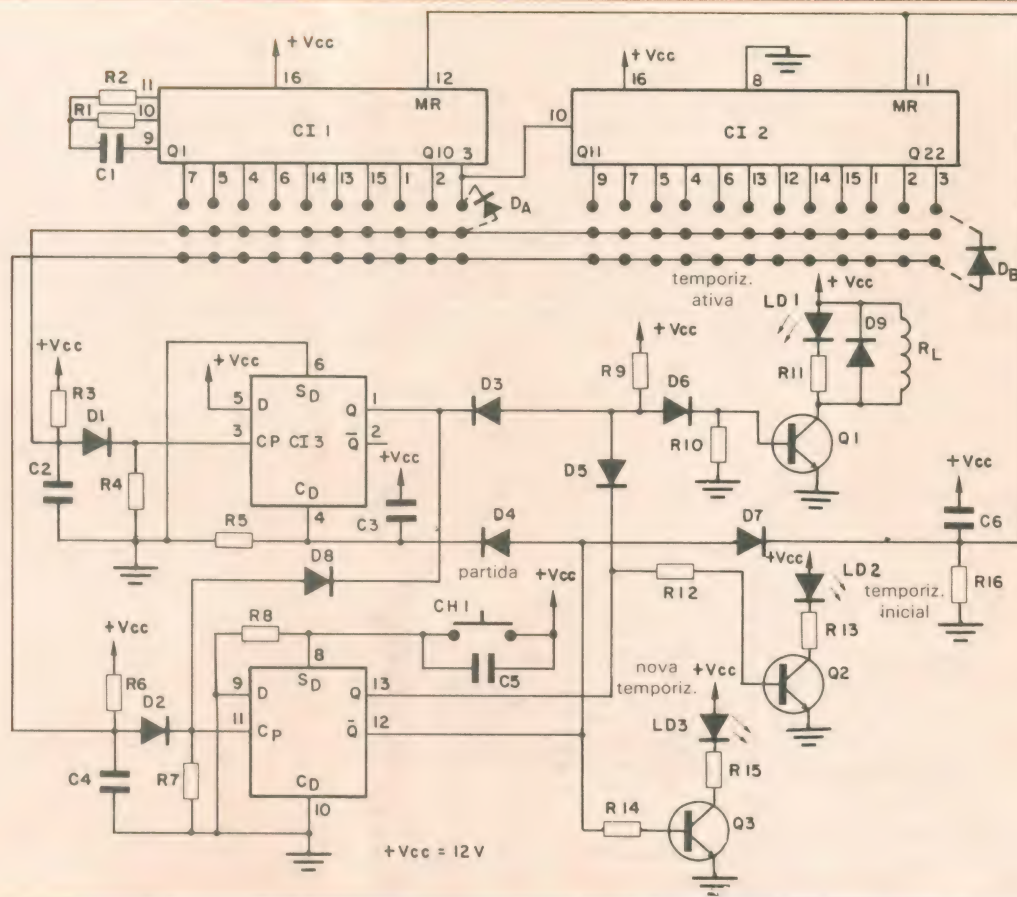 +Vcc
+Vcc
R2 11
16
12
16
8
11
R1 10
MR
MR
9
CI 1
10
CI 2
C1
Q1
Q10 3
Q11
Q22
7 5 4 6 14 13 15 1 2
9 7 5 4 6 13 12 14 15 1 2 3
DA
DB
temporiz.
ativa
+Vcc
LD1
D9
RL
R11
+Vcc
+Vcc
6
+Vcc
R9
D6
R3
5 D
SD
Q 1
D3
D1
3 CP
CI3
Q̅ 2
R10
Q1
C2
R4
CD
+Vcc
D5
+Vcc
R5
4
C3
D4
D7
C6
D8
partida
+Vcc
+Vcc
LD2
temporiz.
inicial
R12
R16
+Vcc
R8
CH1
R13
8
C5
nova
temporiz.
+Vcc
Q2
R6
9 D
SD
Q 13
D2
11 CP
Q̅ 12
LD3
C4
R7
CD
R15
10
R14
Q3
+Vcc = 12V